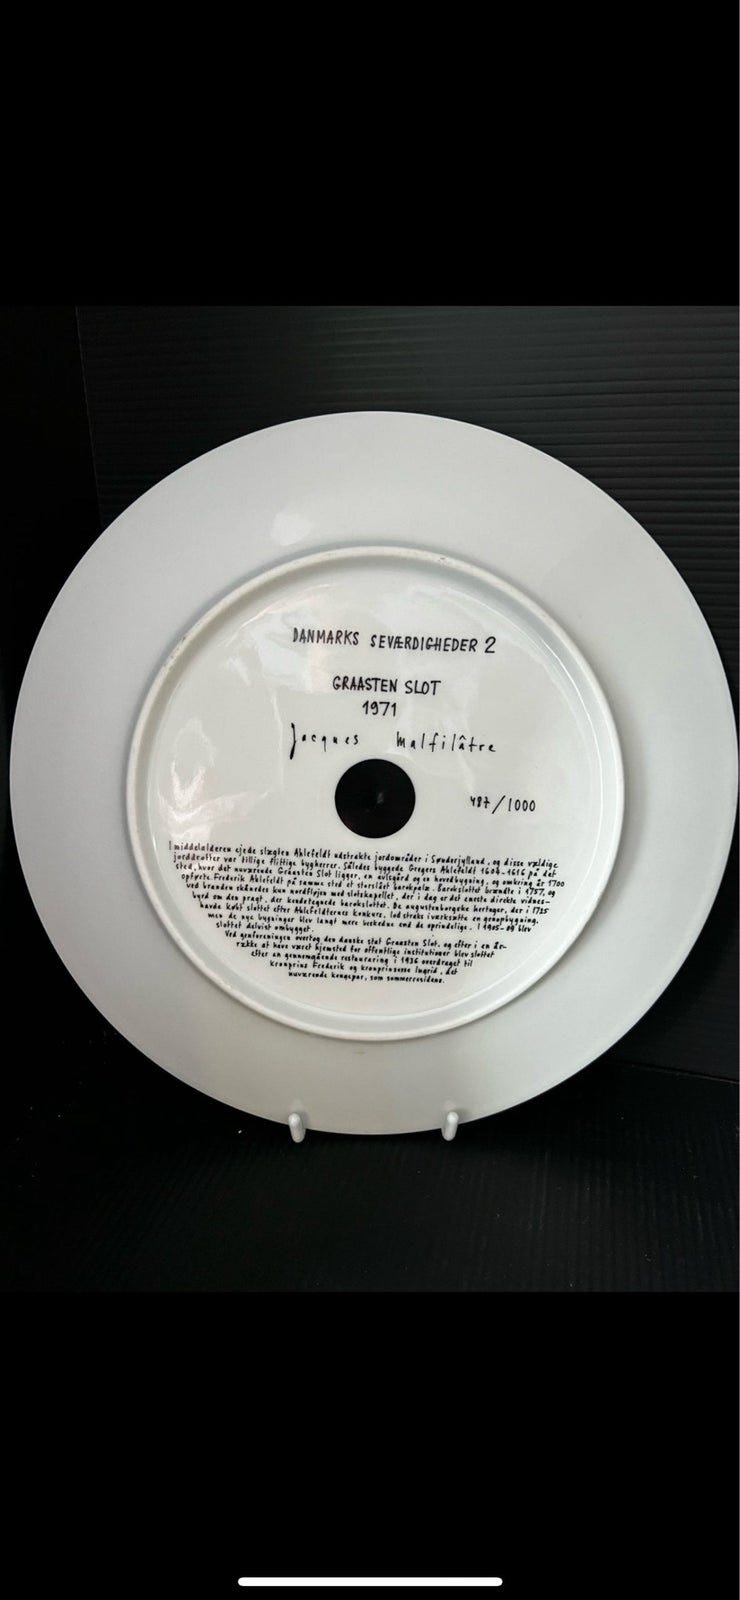 DANMARKS SEVÆRDIGHEDER 2
GRAASTEN SLOT
1971
Jacques Malfilâtre
487/1000
I middelalderen ejede slægten Ahlefeldt udstrakte jordområder i Sønderjylland, og disse vældige
jorddrotter var tillige flittige bygherrer. Således byggede Gregers Ahlefeldt 1604-1616 på det
sted, hvor det nuværende Graasten Slot ligger, en avlsgård og en hovedbygning, og omkring år 1700
opførte Frederik Ahlefeldt på samme sted et storslået barokpalæ. Barokslottet brændte i 1757, og
ved branden skånedes kun nordfløjen med slotskapellet, der i dag er det eneste direkte vidnes-
byrd om den pragt, der kendetegnede barokslottet. De augustenborgske hertuger, der i 1725
havde købt slottet efter Ahlefeldternes konkurs, lod straks iværksætte en genopbygning,
men de nye bygninger blev langt mere beskedne end de oprindelige. I 1905-09 blev
slottet delvist ombygget.
Ved genforeningen overtog den danske stat Graasten Slot, og efter i en år-
række at have været hjemsted for offentlige institutioner blev slottet
efter en gennemgående restaurering i 1936 overdraget til
kronprins Frederik og kronprinsesse Ingrid, det
nuværende kongepar, som sommerresidens.